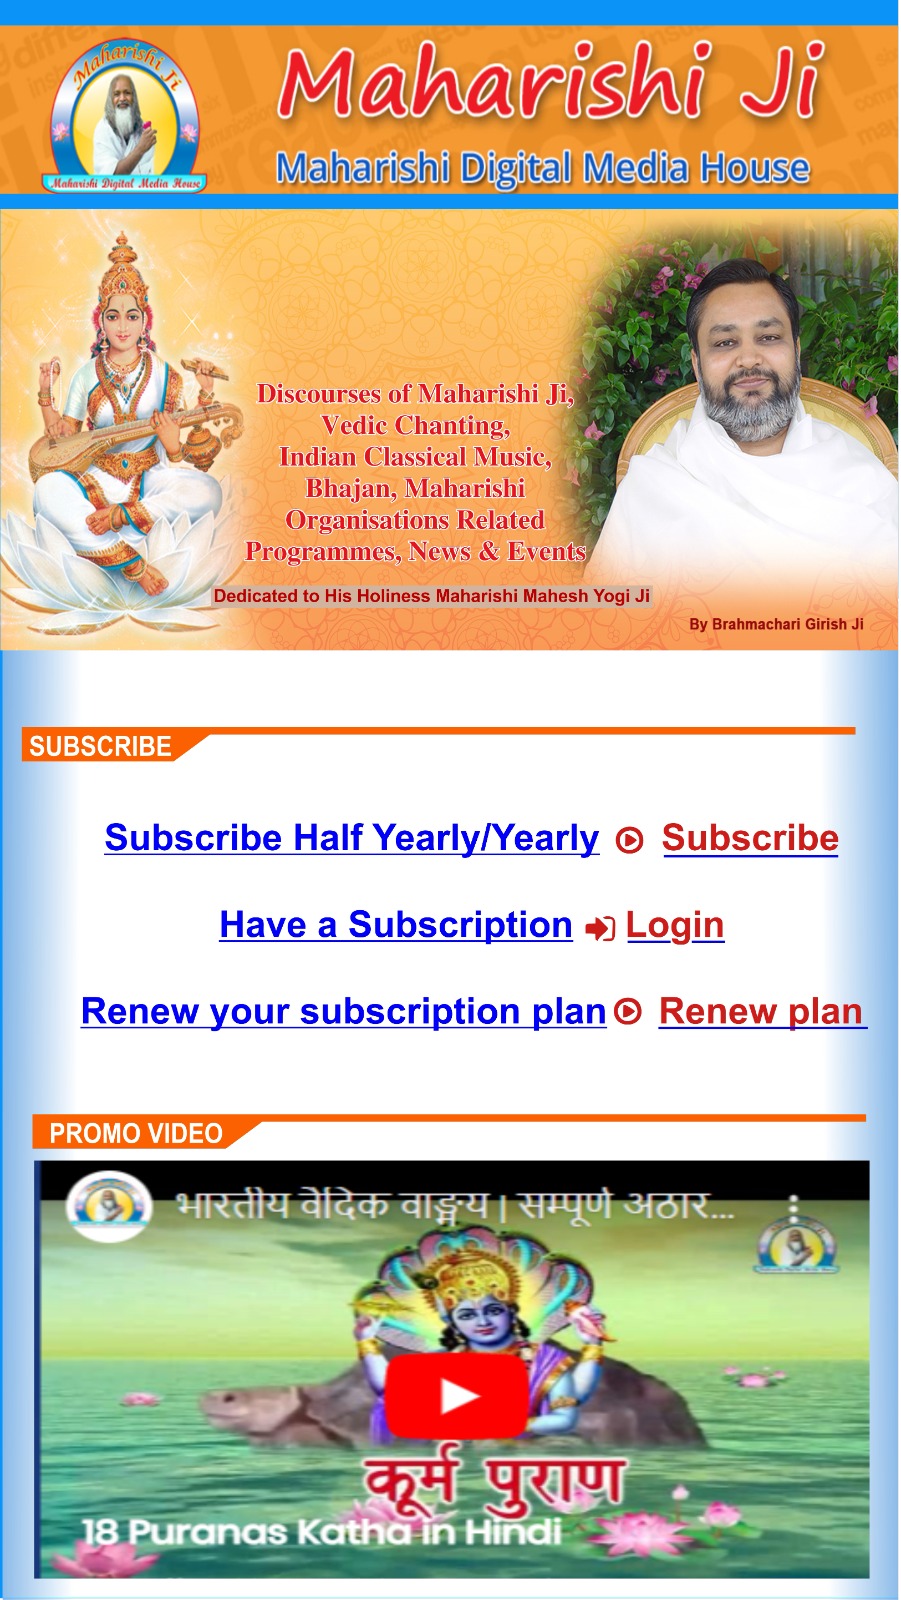 Maharishi Ji
Maharishi Digital Media House
Maharishi Ji
Maharishi Digital Media House
Discourses of Maharishi Ji,
Vedic Chanting,
Indian Classical Music,
Bhajan, Maharishi
Organisations Related
Programmes, News & Events
Dedicated to His Holiness Maharishi Mahesh Yogi Ji
By Brahmachari Girish Ji
SUBSCRIBE
Subscribe Half Yearly/Yearly Subscribe
Have a Subscription Login
Renew your subscription plan Renew plan
PROMO VIDEO
भारतीय वैदिक वाङ्मय । सम्पूर्ण अठार...
कूर्म पुराण
18 Puranas Katha in Hindi